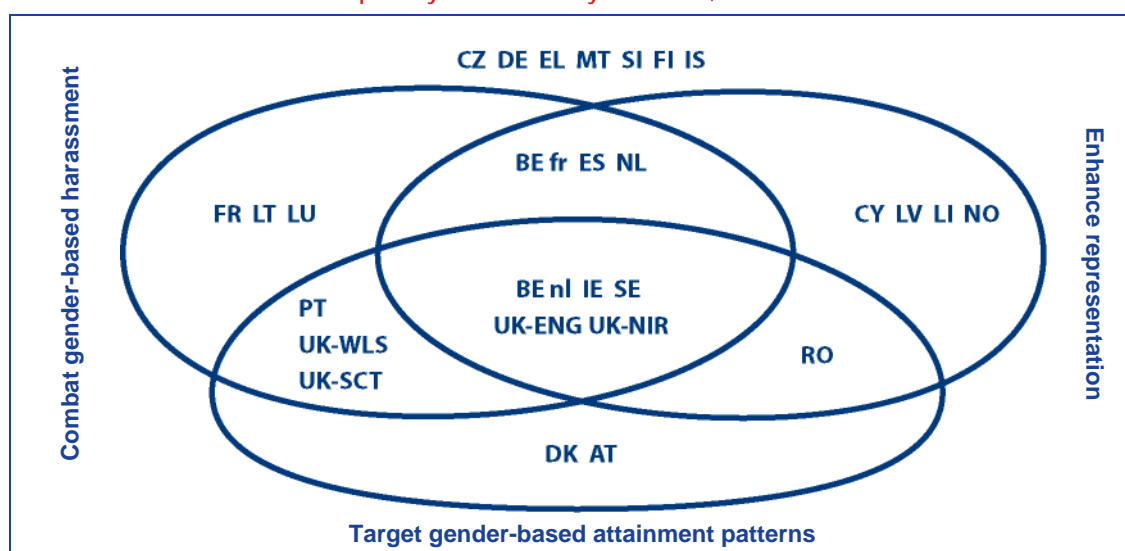 CZ DE EL MT SI FI IS
Combat gender-based harassment
Enhance representation
BE fr ES NL
FR LT LU
CY LV LI NO
BE nl IE SE
UK-ENG UK-NIR
PT
UK-WLS
UK-SCT
RO
DK AT
Target gender-based attainment patterns